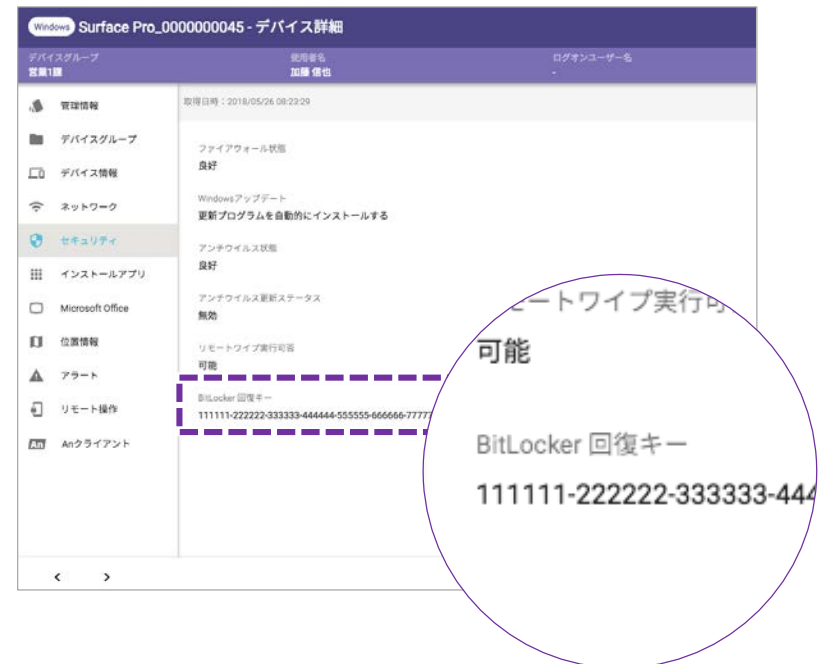 Windows Surface Pro_0000000045 - デバイス詳細
デバイスグループ 使用者名 ログオンユーザー名
営業1課 加藤 信也 -
取得日時：2018/05/26 08:23:29
管理情報
デバイスグループ
デバイス情報
ネットワーク
セキュリティ
インストールアプリ
Microsoft Office
位置情報
アラート
リモート操作
An Anクライアント
ファイアウォール状態
良好
Windowsアップデート
更新プログラムを自動的にインストールする
アンチウイルス状態
良好
アンチウイルス更新ステータス
無効
リモートワイプ実行可否
可能
BitLocker 回復キー
111111-222222-333333-444444-555555-666666-7777
ートワイプ実行可
可能
BitLocker 回復キー
111111-222222-333333-444